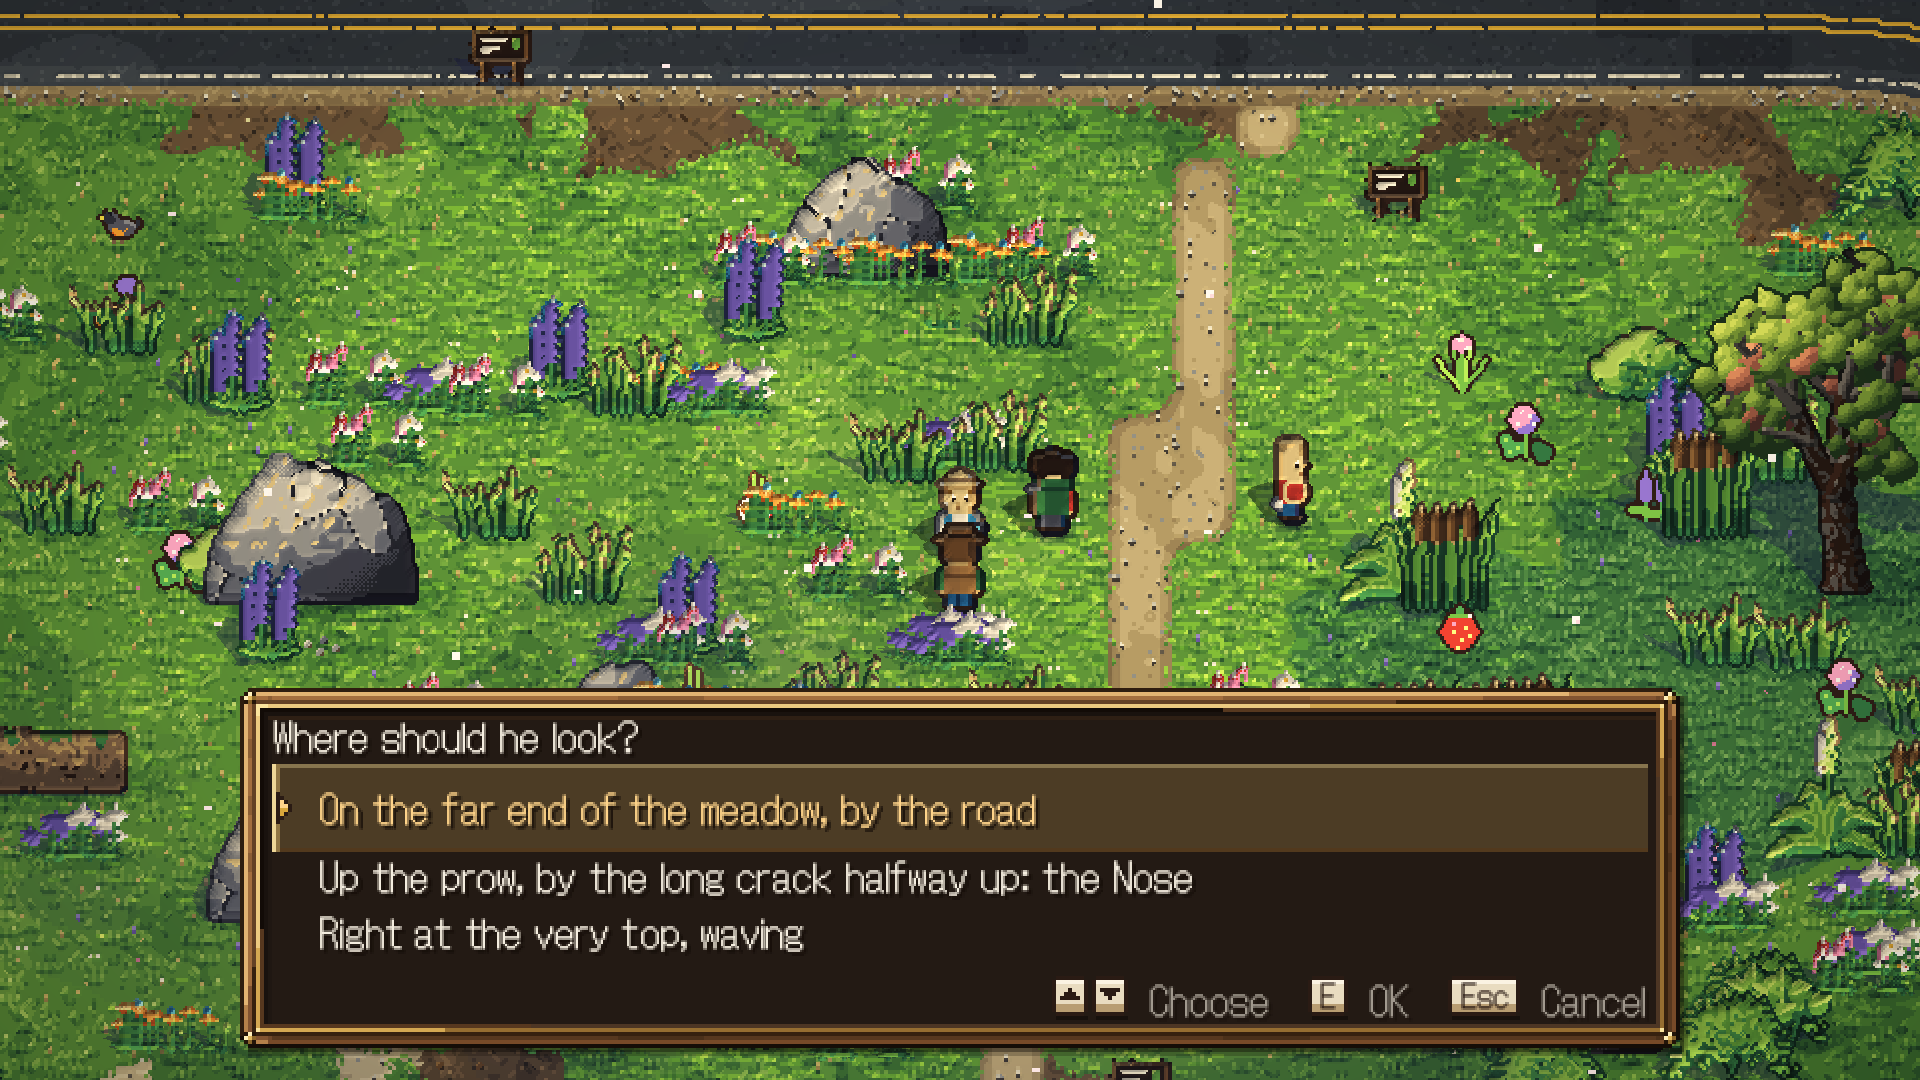 Where should he look?
On the far end of the meadow, by the road
Up the prow, by the long crack halfway up: the Nose
Right at the very top, waving
Choose E OK Esc Cancel